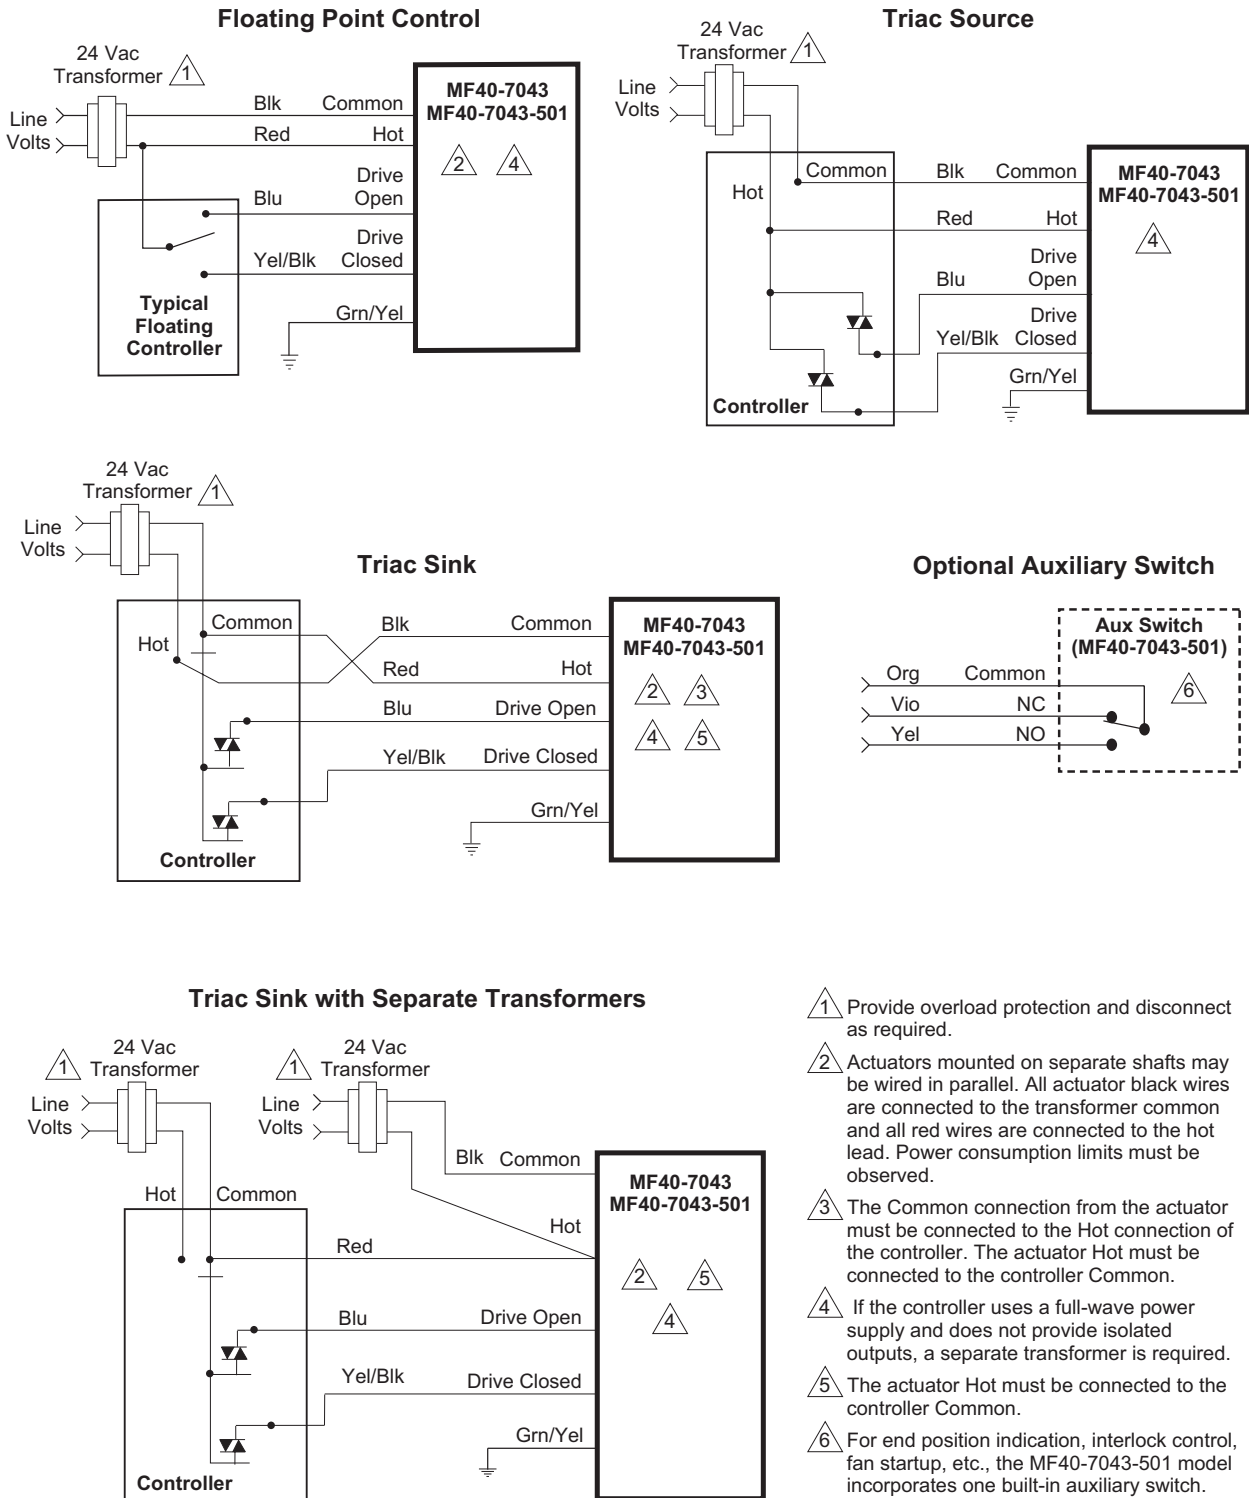 Floating Point Control
24 Vac
Transformer 1
Line
Volts
Blk Common
Red Hot
Drive
Blu Open
Drive
Yel/Blk Closed
Grn/Yel
Typical
Floating
Controller
MF40-7043
MF40-7043-501
2 4
Triac Source
24 Vac
Transformer 1
Line
Volts
Hot
Common
Blk Common
Red Hot
Drive
Blu Open
Drive
Yel/Blk Closed
Grn/Yel
Controller
MF40-7043
MF40-7043-501
4
Triac Sink
24 Vac
Transformer 1
Line
Volts
Hot
Common
Blk Common
Red Hot
Blu Drive Open
Yel/Blk Drive Closed
Grn/Yel
Controller
MF40-7043
MF40-7043-501
2 3
4 5
Optional Auxiliary Switch
Aux Switch
(MF40-7043-501)
6
Org Common
Vio NC
Yel NO
Triac Sink with Separate Transformers
1 24 Vac
Transformer
Line
Volts
1 24 Vac
Transformer
Line
Volts
Hot Common
Blk Common
Hot
Red
Blu Drive Open
Yel/Blk Drive Closed
Grn/Yel
Controller
MF40-7043
MF40-7043-501
2 5
4
1 Provide overload protection and disconnect
as required.
2 Actuators mounted on separate shafts may
be wired in parallel. All actuator black wires
are connected to the transformer common
and all red wires are connected to the hot
lead. Power consumption limits must be
observed.
3 The Common connection from the actuator
must be connected to the Hot connection of
the controller. The actuator Hot must be
connected to the controller Common.
4 If the controller uses a full-wave power
supply and does not provide isolated
outputs, a separate transformer is required.
5 The actuator Hot must be connected to the
controller Common.
6 For end position indication, interlock control,
fan startup, etc., the MF40-7043-501 model
incorporates one built-in auxiliary switch.